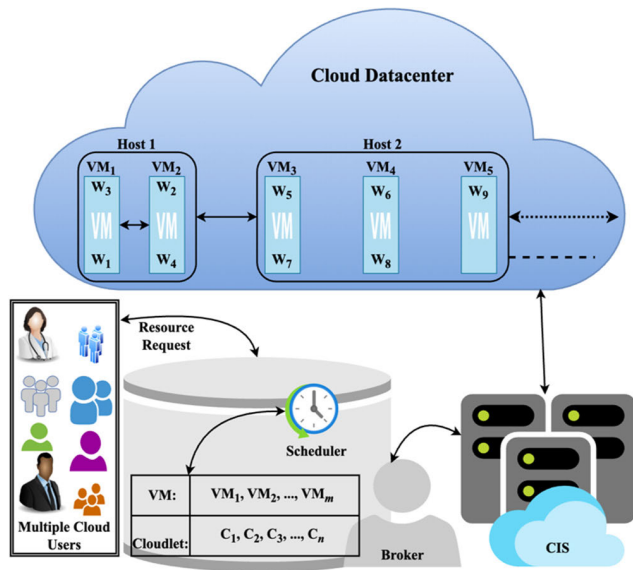 Cloud Datacenter
Host 1
Host 2
VM₁ VM₂ VM₃ VM₄ VM₅
W₃ W₂ W₅ W₆ W₉
VM VM VM VM VM
W₁ W₄ W₇ W₈
Resource
Request
Scheduler
VM: VM₁, VM₂, ..., VMₘ
Cloudlet: C₁, C₂, C₃, ..., Cₙ
Multiple Cloud
Users
Broker
CIS